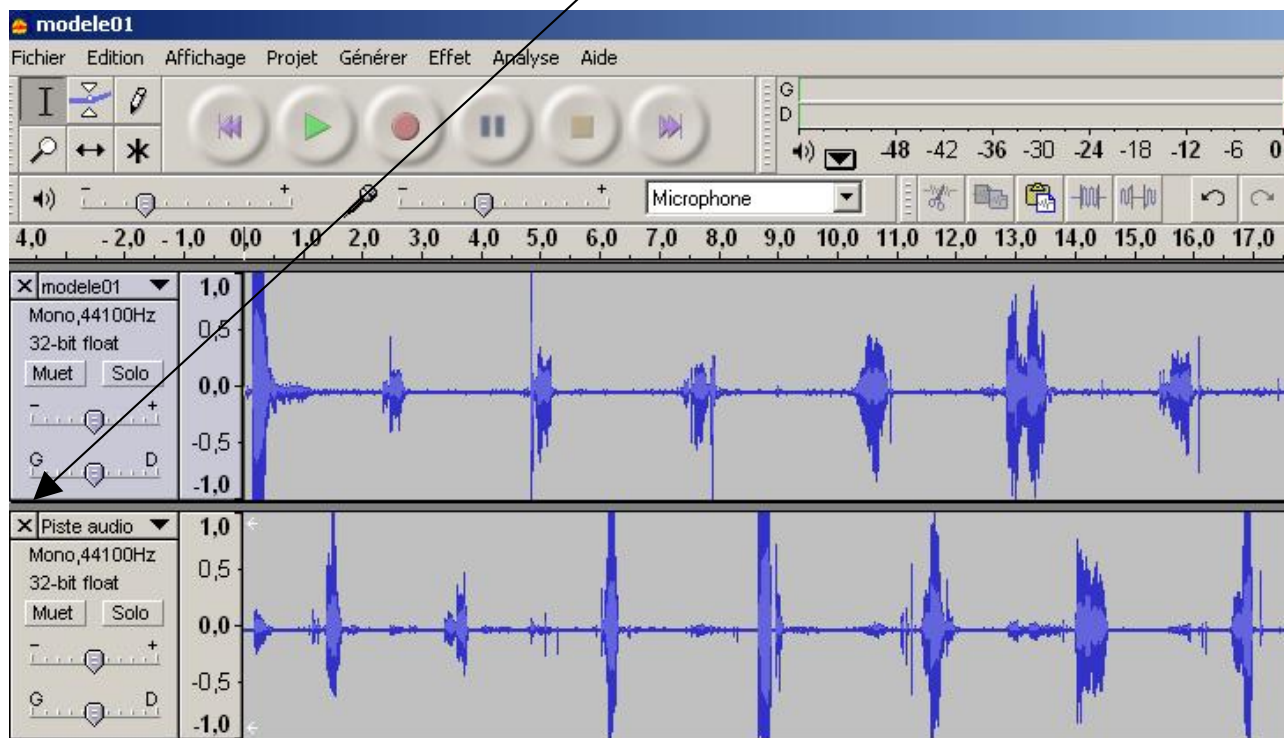 modele01
Fichier Edition Affichage Projet Générer Effet Analyse Aide
G
D
-48 -42 -36 -30 -24 -18 -12 -6 0
- + - + Microphone
4,0 - 2,0 - 1,0 0,0 1,0 2,0 3,0 4,0 5,0 6,0 7,0 8,0 9,0 10,0 11,0 12,0 13,0 14,0 15,0 16,0 17,0
modele01 1,0
Mono,44100Hz 0,5
32-bit float
Muet Solo 0,0
- +
-0,5
G D
-1,0
Piste audio 1,0
Mono,44100Hz 0,5
32-bit float
Muet Solo 0,0
- +
-0,5
G D
-1,0